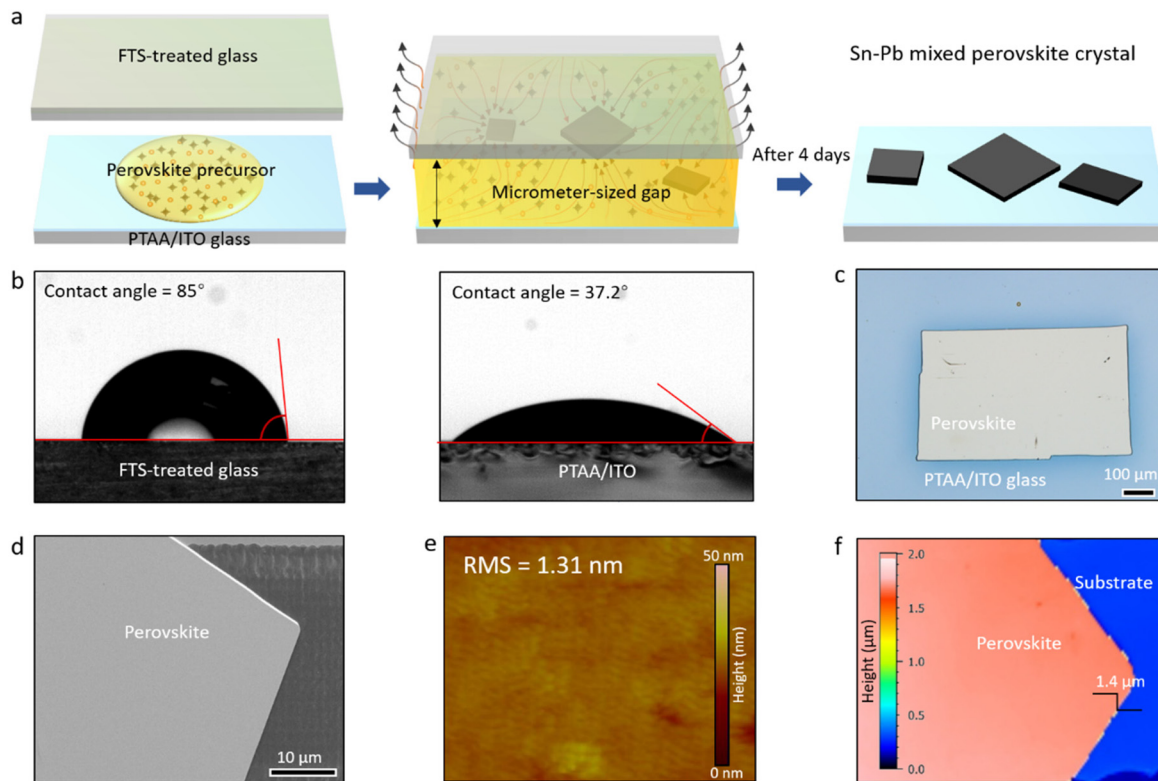 a
FTS-treated glass
Perovskite precursor
PTAA/ITO glass
Micrometer-sized gap
After 4 days
Sn-Pb mixed perovskite crystal
b
Contact angle = 85°
FTS-treated glass
Contact angle = 37.2°
PTAA/ITO
c
Perovskite
PTAA/ITO glass
100 μm
d
Perovskite
10 μm
e
RMS = 1.31 nm
50 nm
Height (nm)
0 nm
f
Height (μm)
2.0
1.5
1.0
0.5
0.0
Substrate
Perovskite
1.4 μm